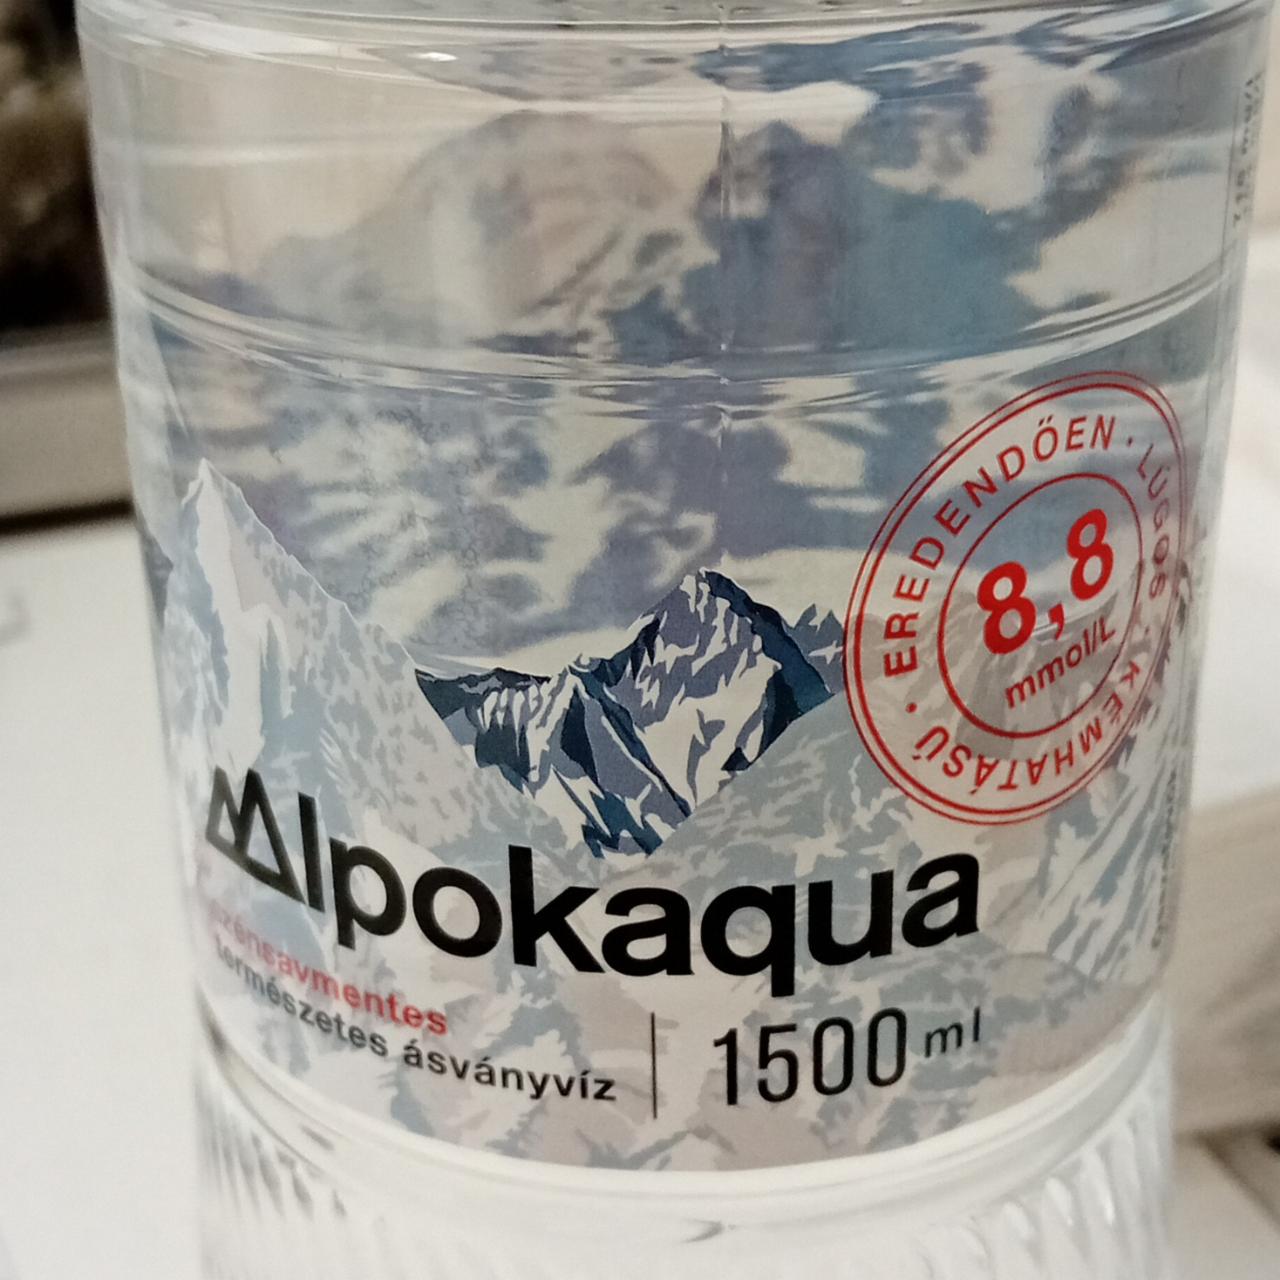 EREDENDŐEN · LÚGOS · KÉMHATÁSÚ ·
8,8
mmol/L
Alpokaqua
szénsavmentes
természetes ásványvíz
1500 ml